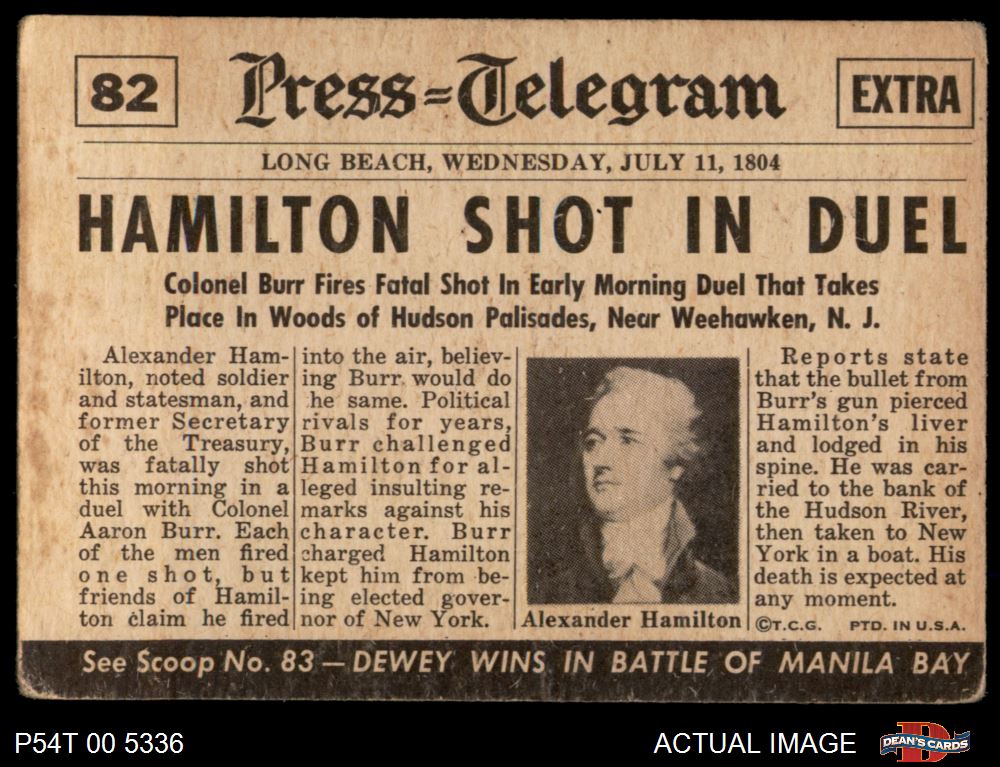 82
Press=Telegram
EXTRA
LONG BEACH, WEDNESDAY, JULY 11, 1804
HAMILTON SHOT IN DUEL
Colonel Burr Fires Fatal Shot In Early Morning Duel That Takes
Place In Woods of Hudson Palisades, Near Weehawken, N. J.
Alexander Ham-
ilton, noted soldier
and statesman, and
former Secretary
of the Treasury,
was fatally shot
this morning in a
duel with Colonel
Aaron Burr. Each
of the men fired
one shot, but
friends of Hamil-
ton claim he fired
into the air, believ-
ing Burr would do
he same. Political
rivals for years,
Burr challenged
Hamilton for al-
leged insulting re-
marks against his
character. Burr
charged Hamilton
kept him from be-
ing elected gover-
nor of New York.
Alexander Hamilton
Reports state
that the bullet from
Burr's gun pierced
Hamilton's liver
and lodged in his
spine. He was car-
ried to the bank of
the Hudson River,
then taken to New
York in a boat. His
death is expected at
any moment.
©T.C.G. PTD. IN U.S.A.
See Scoop No. 83 — DEWEY WINS IN BATTLE OF MANILA BAY
P54T 00 5336
ACTUAL IMAGE
DEAN'S CARDS